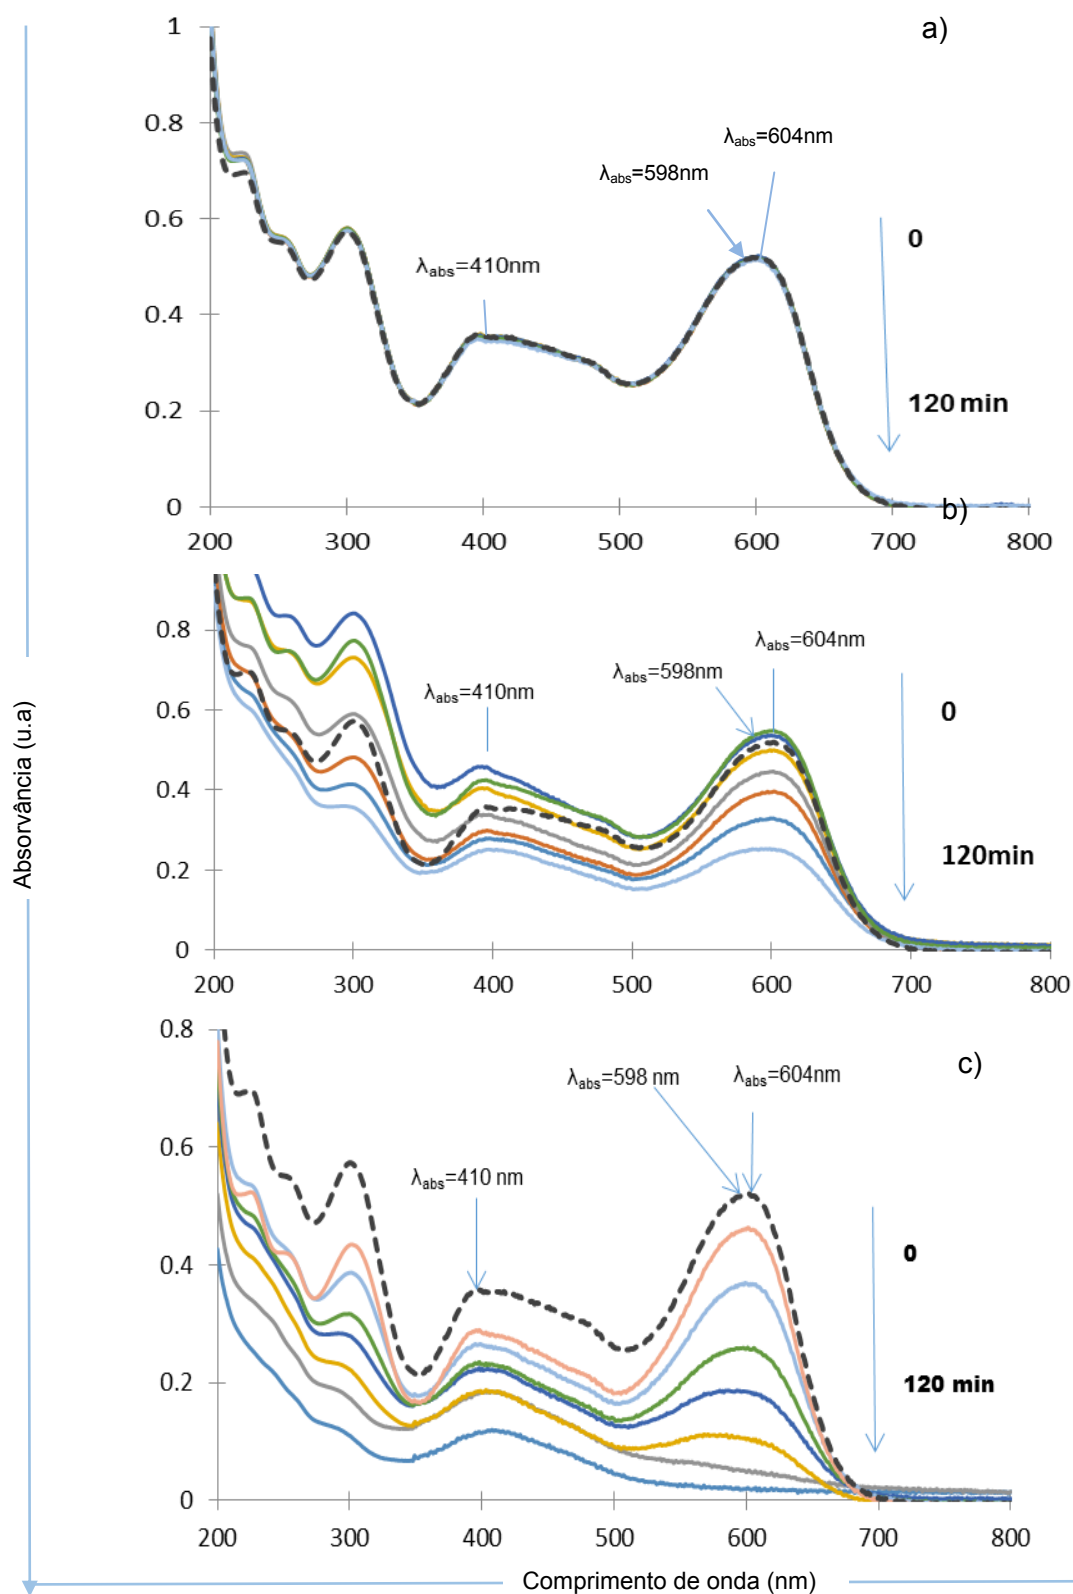 a)
1
0.8
0.6
0.4
0.2
0
λabs=604nm
λabs=598nm
λabs=410nm
0
120 min
200 300 400 500 600 700 800
b)
0.8
0.6
0.4
0.2
0
λabs=604nm
λabs=598nm
λabs=410nm
0
120min
200 300 400 500 600 700 800
c)
0.8
0.6
0.4
0.2
0
λabs=598 nm
λabs=604nm
λabs=410 nm
0
120 min
200 300 400 500 600 700 800
Absorvância (u.a)
Comprimento de onda (nm)